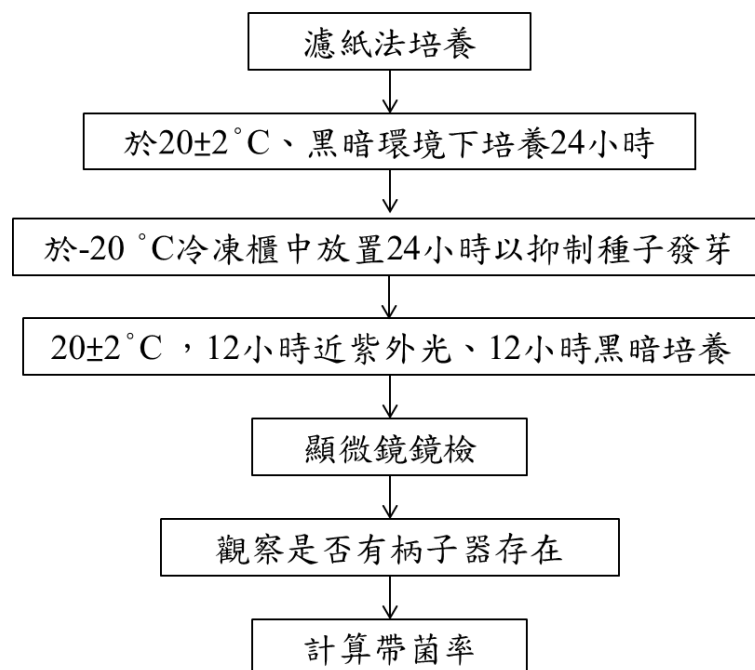 濾紙法培養
於20±2˚C、黑暗環境下培養24小時
於-20 ˚C冷凍櫃中放置24小時以抑制種子發芽
20±2˚C ，12小時近紫外光、12小時黑暗培養
顯微鏡鏡檢
觀察是否有柄子器存在
計算帶菌率